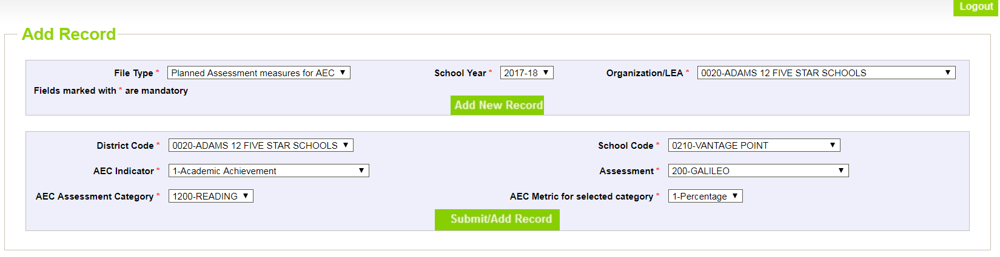 Logout
Add Record
File Type * Planned Assessment measures for AEC School Year * 2017-18 Organization/LEA * 0020-ADAMS 12 FIVE STAR SCHOOLS
Fields marked with * are mandatory
Add New Record
District Code * 0020-ADAMS 12 FIVE STAR SCHOOLS School Code * 0210-VANTAGE POINT
AEC Indicator * 1-Academic Achievement Assessment * 200-GALILEO
AEC Assessment Category * 1200-READING AEC Metric for selected category * 1-Percentage
Submit/Add Record